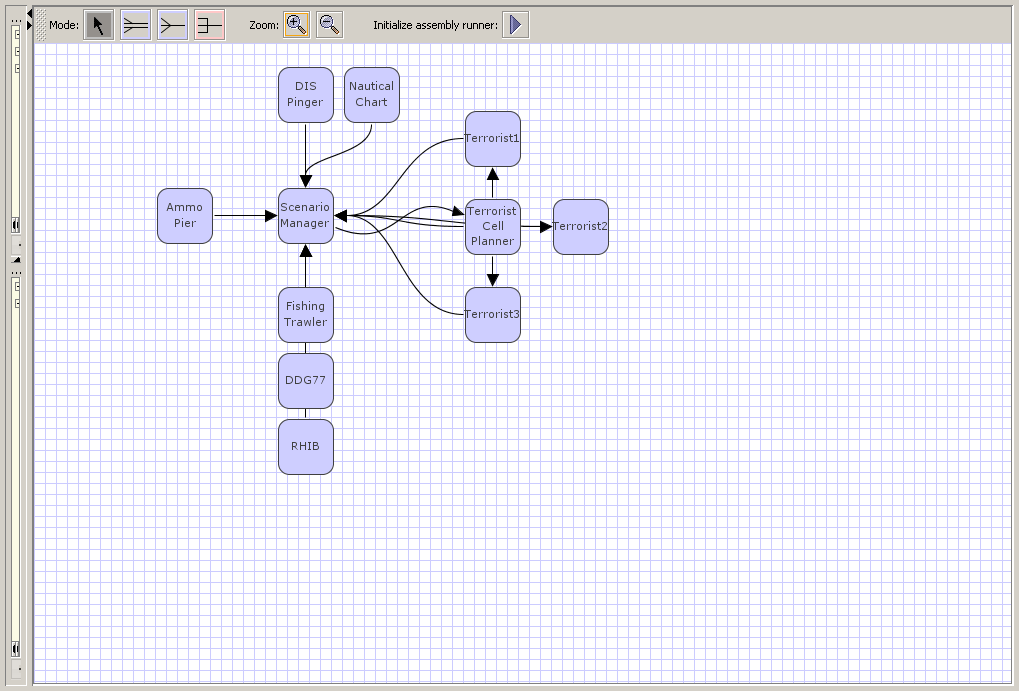 Mode:
Zoom:
Initialize assembly runner:
DIS
Pinger
Nautical
Chart
Terrorist1
Ammo
Pier
Scenario
Manager
Terrorist
Cell
Planner
Terrorist2
Fishing
Trawler
Terrorist3
DDG77
RHIB